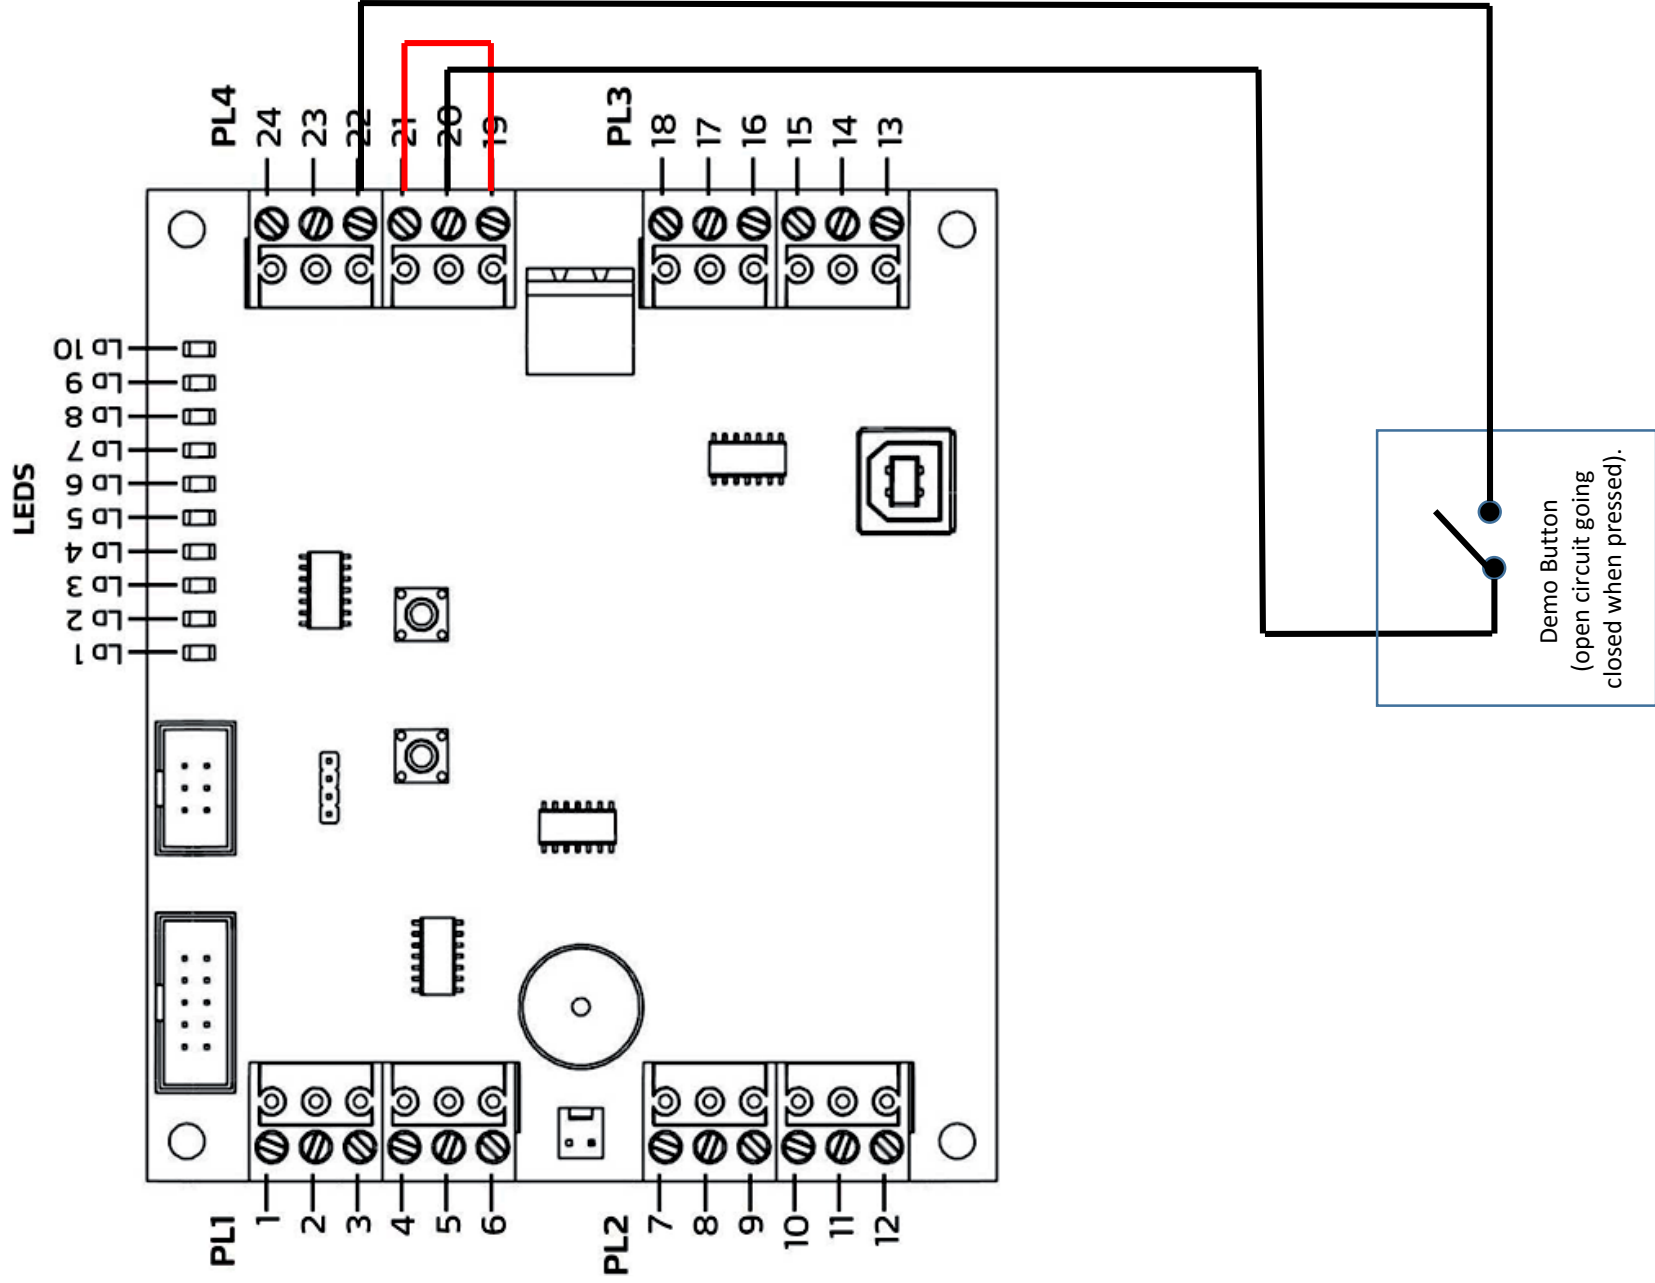 PL4
24
23
22
21
20
19
PL3
18
17
16
15
14
13
LEDS
LD 10
LD 9
LD 8
LD 7
LD 6
LD 5
LD 4
LD 3
LD 2
LD 1
Demo Button
(open circuit going
closed when pressed).
PL1
1
2
3
4
5
6
PL2
7
8
9
10
11
12